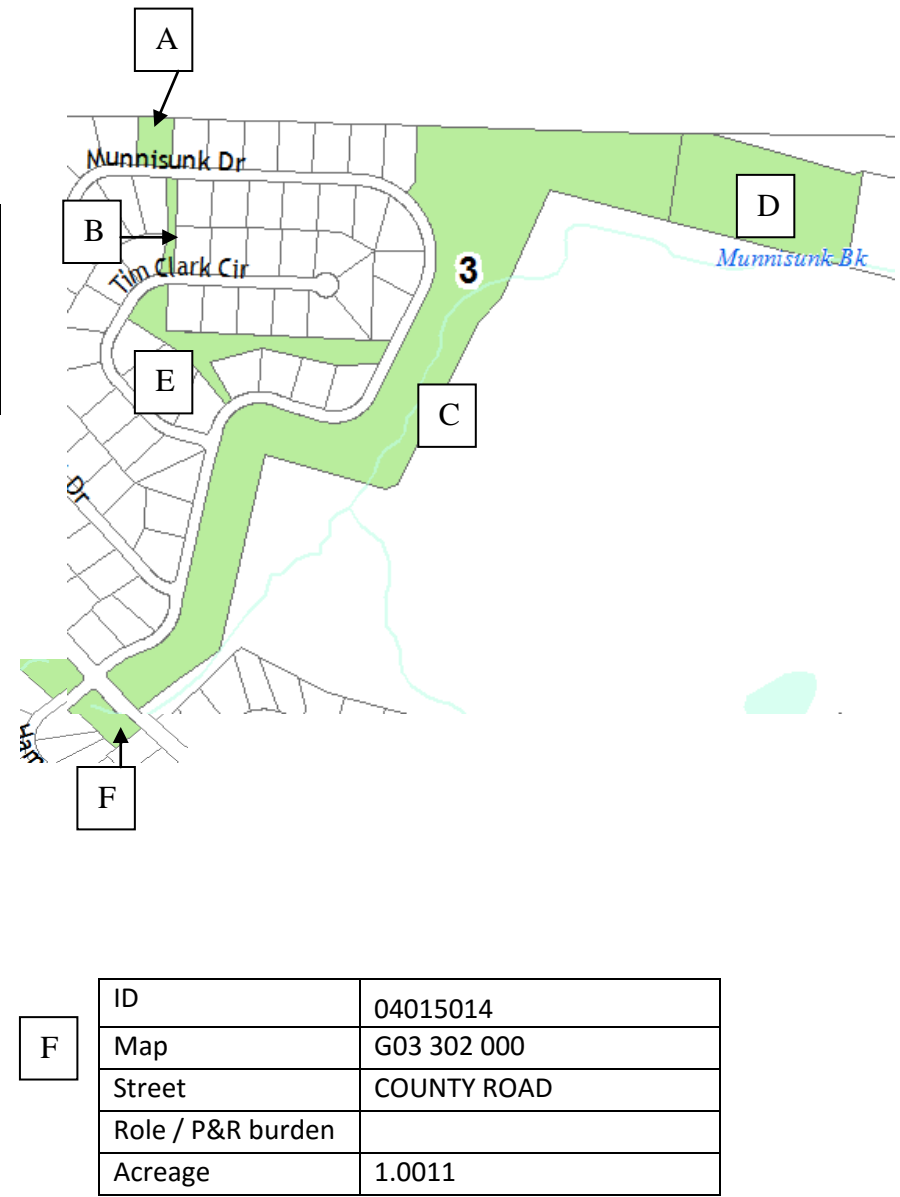 A
Munnisunk Dr
B
D
Munnisunk Bk
Tim Clark Cir
3
E
C
Dr
Ham
F
F
ID 04015014
Map G03 302 000
Street COUNTY ROAD
Role / P&R burden
Acreage 1.0011